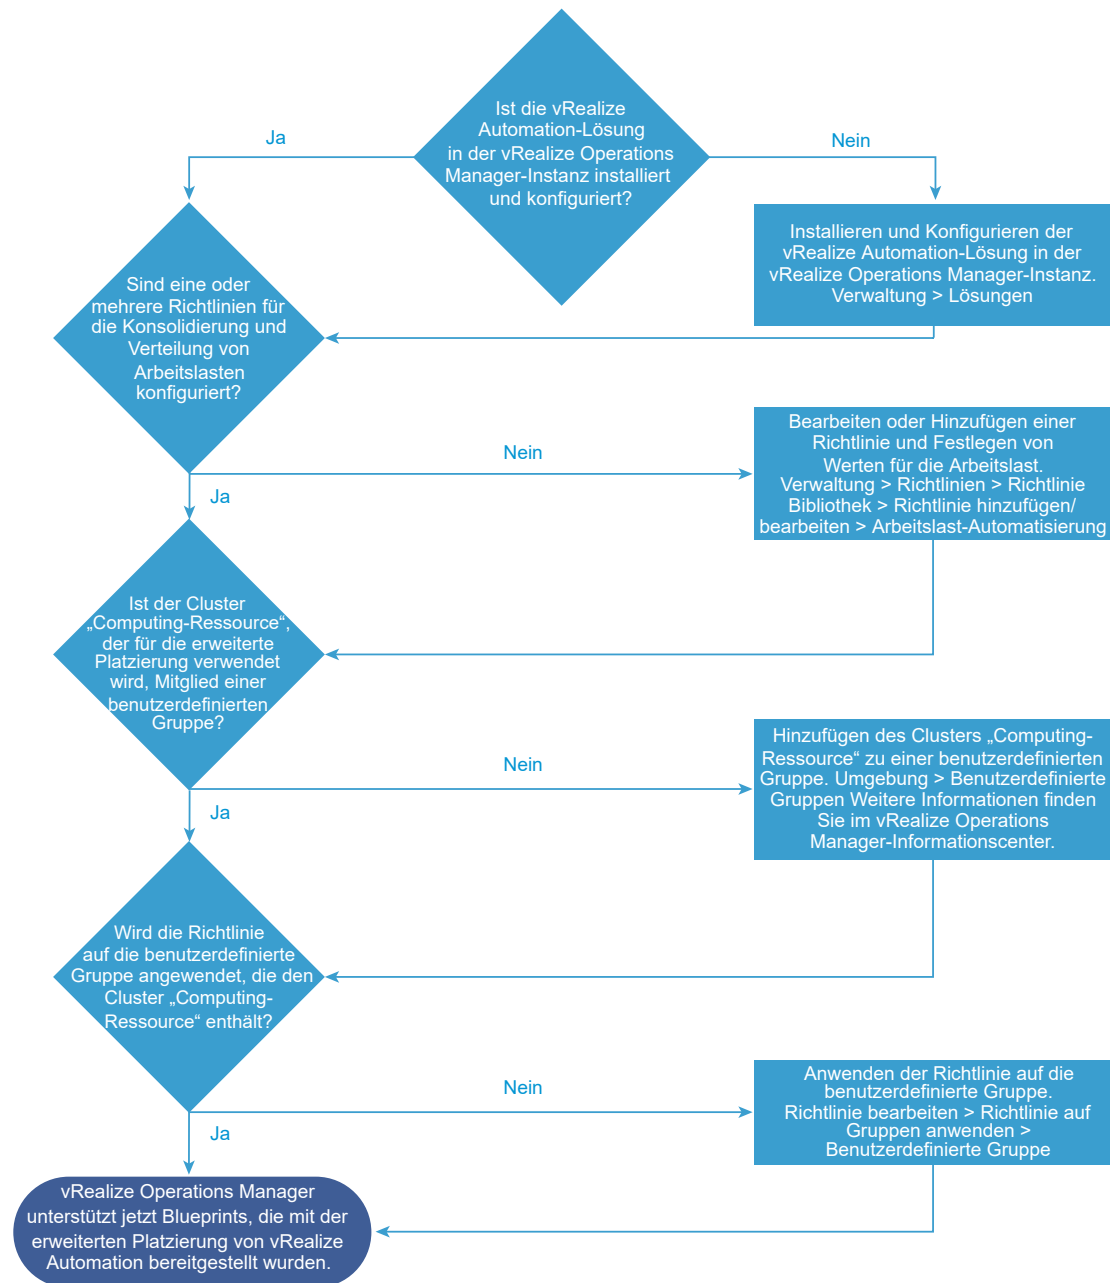 Ist die vRealize
Automation-Lösung
in der vRealize Operations
Manager-Instanz installiert
und konfiguriert?
Ja
Nein
Installieren und Konfigurieren der
vRealize Automation-Lösung in der
vRealize Operations Manager-Instanz.
Verwaltung > Lösungen
Sind eine oder
mehrere Richtlinien für
die Konsolidierung und
Verteilung von
Arbeitslasten
konfiguriert?
Nein
Ja
Bearbeiten oder Hinzufügen einer
Richtlinie und Festlegen von
Werten für die Arbeitslast.
Verwaltung > Richtlinien > Richtlinie
Bibliothek > Richtlinie hinzufügen/
bearbeiten > Arbeitslast-Automatisierung
Ist der Cluster
„Computing-Ressource“,
der für die erweiterte
Platzierung verwendet
wird, Mitglied einer
benutzerdefinierten
Gruppe?
Nein
Ja
Hinzufügen des Clusters „Computing-
Ressource“ zu einer benutzerdefinierten
Gruppe. Umgebung > Benutzerdefinierte
Gruppen Weitere Informationen finden
Sie im vRealize Operations
Manager-Informationscenter.
Wird die Richtlinie
auf die benutzerdefinierte
Gruppe angewendet, die den
Cluster „Computing-
Ressource“ enthält?
Nein
Ja
Anwenden der Richtlinie auf die
benutzerdefinierte Gruppe.
Richtlinie bearbeiten > Richtlinie auf
Gruppen anwenden >
Benutzerdefinierte Gruppe
vRealize Operations Manager
unterstützt jetzt Blueprints, die mit der
erweiterten Platzierung von vRealize
Automation bereitgestellt wurden.